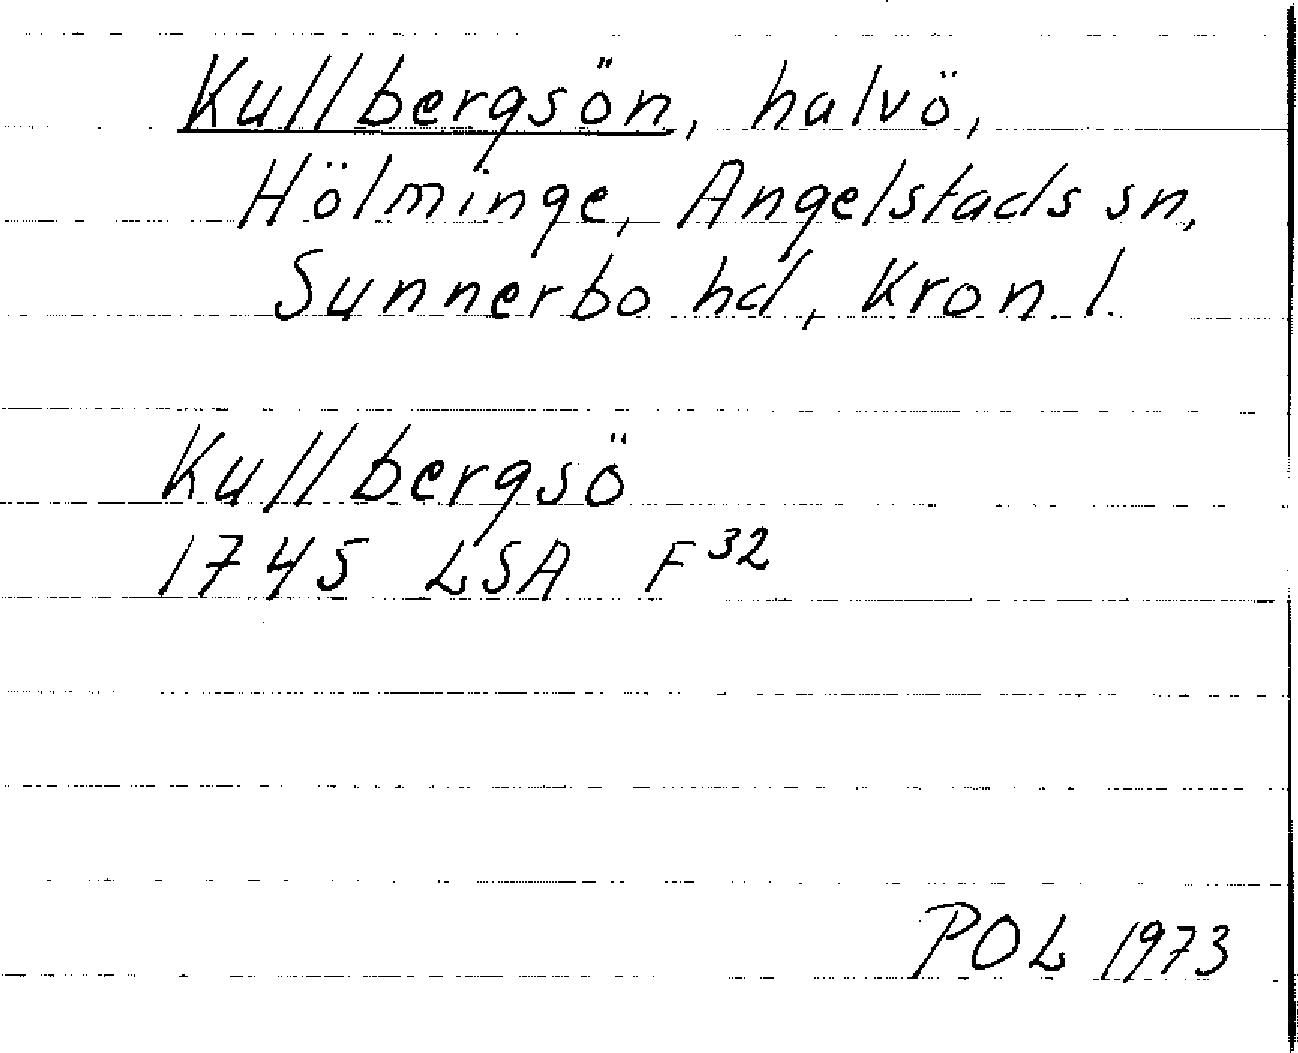 Kullbergsön, halvö,
Hölminge, Angelstads sn,
Sunnerbo hd, Kron. l.
Kullbergsö
1745 LSA F³²
POL 1973